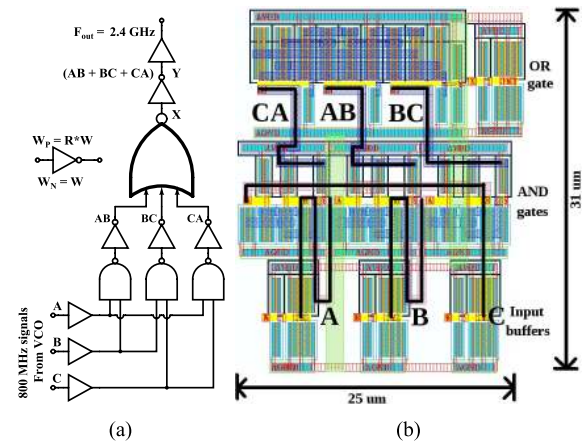 F_out = 2.4 GHz
(AB + BC + CA)
Y
X
W_P = R*W
W_N = W
AB
BC
CA
A
B
C
800 MHz signals
From VCO
(a)
OR
gate
CA AB BC
AND
gates
A B C
Input
buffers
31 um
25 um
(b)